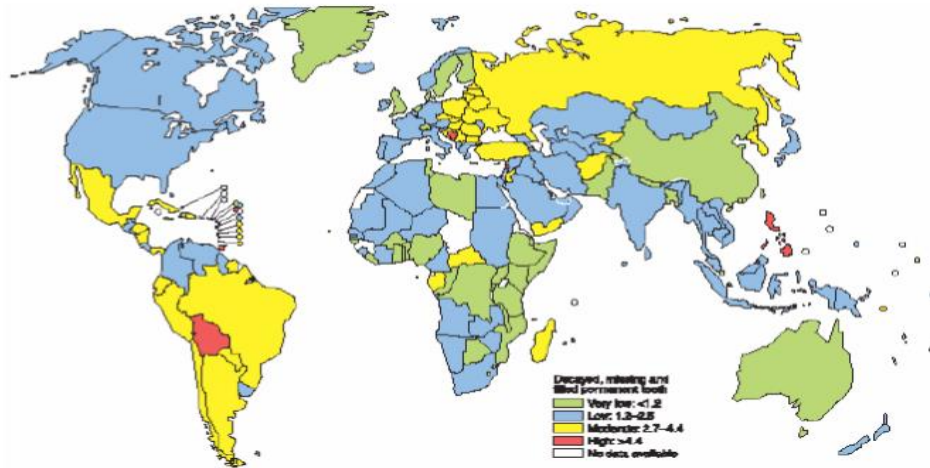 Decayed, missing and
filled permanent teeth
Very low: <1.2
Low: 1.2–2.6
Moderate: 2.7–4.4
High: >4.4
No data available